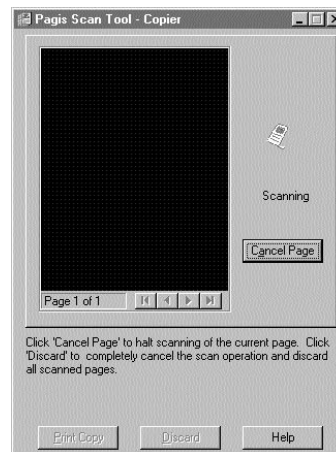 Pagis Scan Tool - Copier
Scanning
Cancel Page
Page 1 of 1
Click 'Cancel Page' to halt scanning of the current page. Click
'Discard' to completely cancel the scan operation and discard
all scanned pages.
Print Copy Discard Help